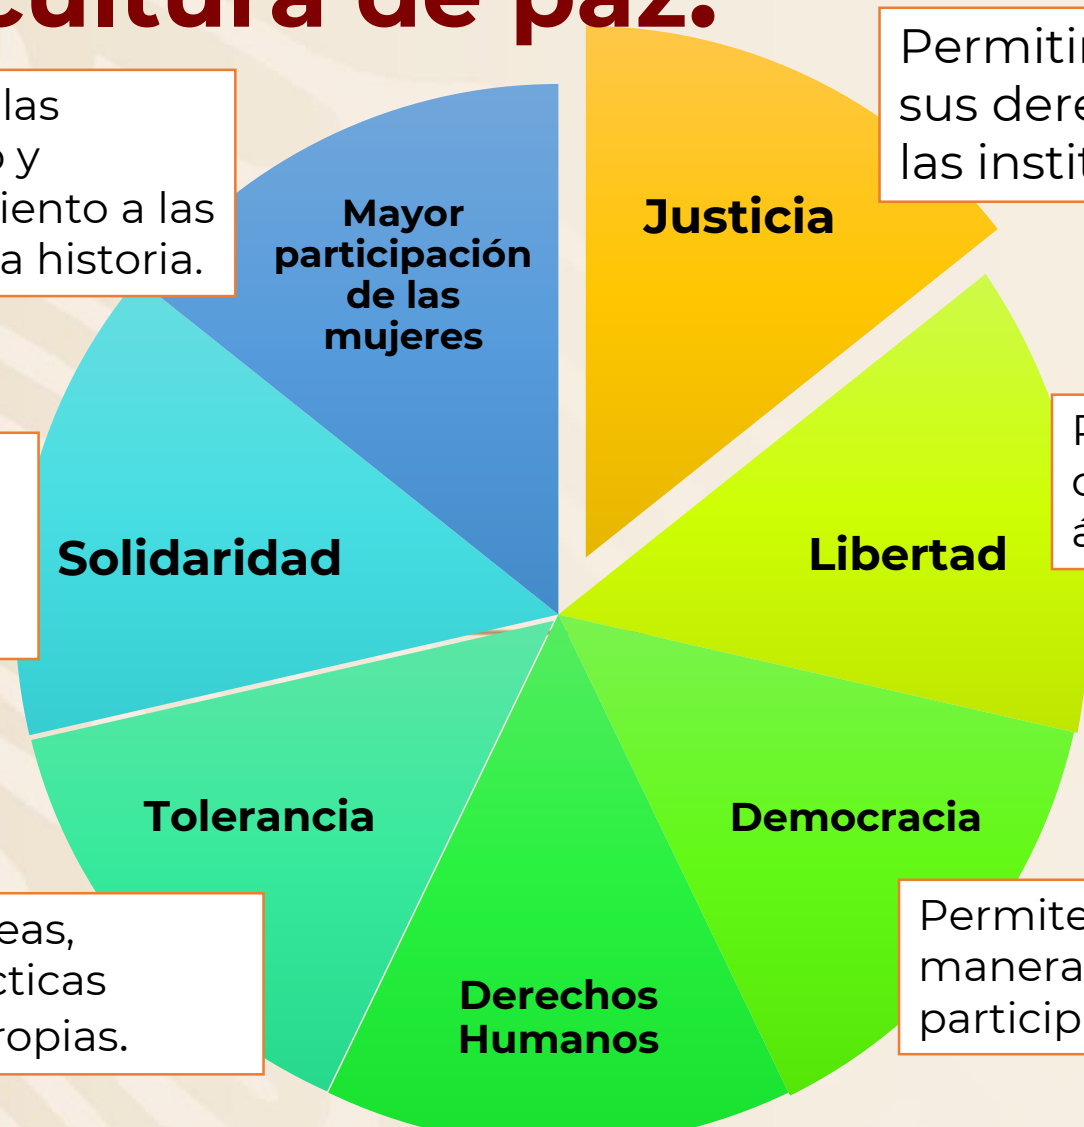 cultura de paz.
las
o y
iento a las
a historia.
Permitir
sus dere
las instit
Mayor
participación
de las
mujeres
Justicia
Solidaridad
Libertad
á
Tolerancia
Democracia
eas,
cticas
ropias.
Derechos
Humanos
Permite
manera
particip